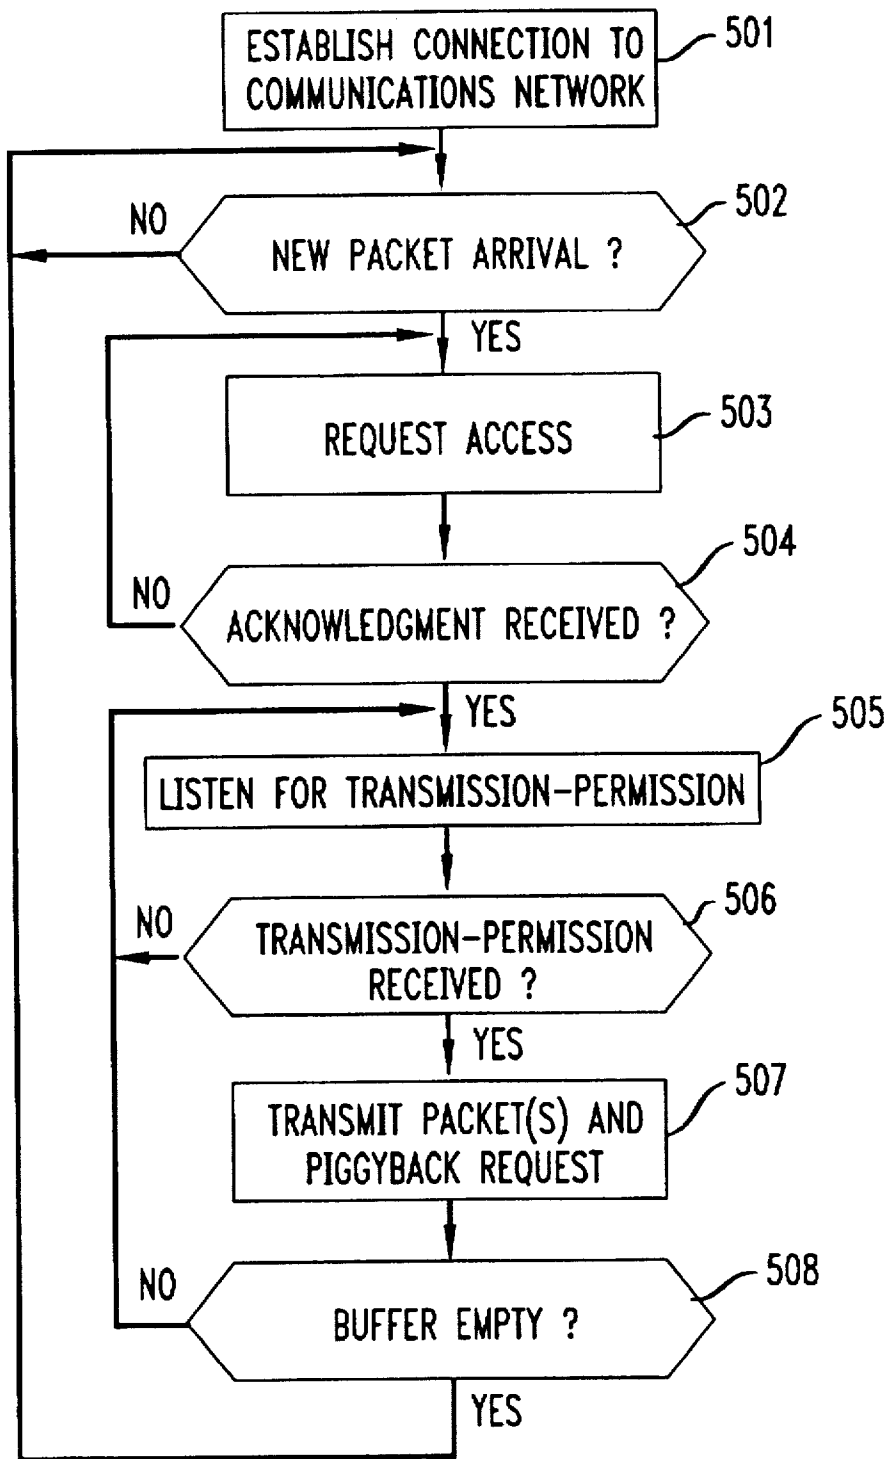 ESTABLISH CONNECTION TO
COMMUNICATIONS NETWORK
501
NO
NEW PACKET ARRIVAL ?
502
YES
REQUEST ACCESS
503
NO
ACKNOWLEDGMENT RECEIVED ?
504
YES
LISTEN FOR TRANSMISSION-PERMISSION
505
NO
TRANSMISSION-PERMISSION
RECEIVED ?
506
YES
TRANSMIT PACKET(S) AND
PIGGYBACK REQUEST
507
NO
BUFFER EMPTY ?
508
YES